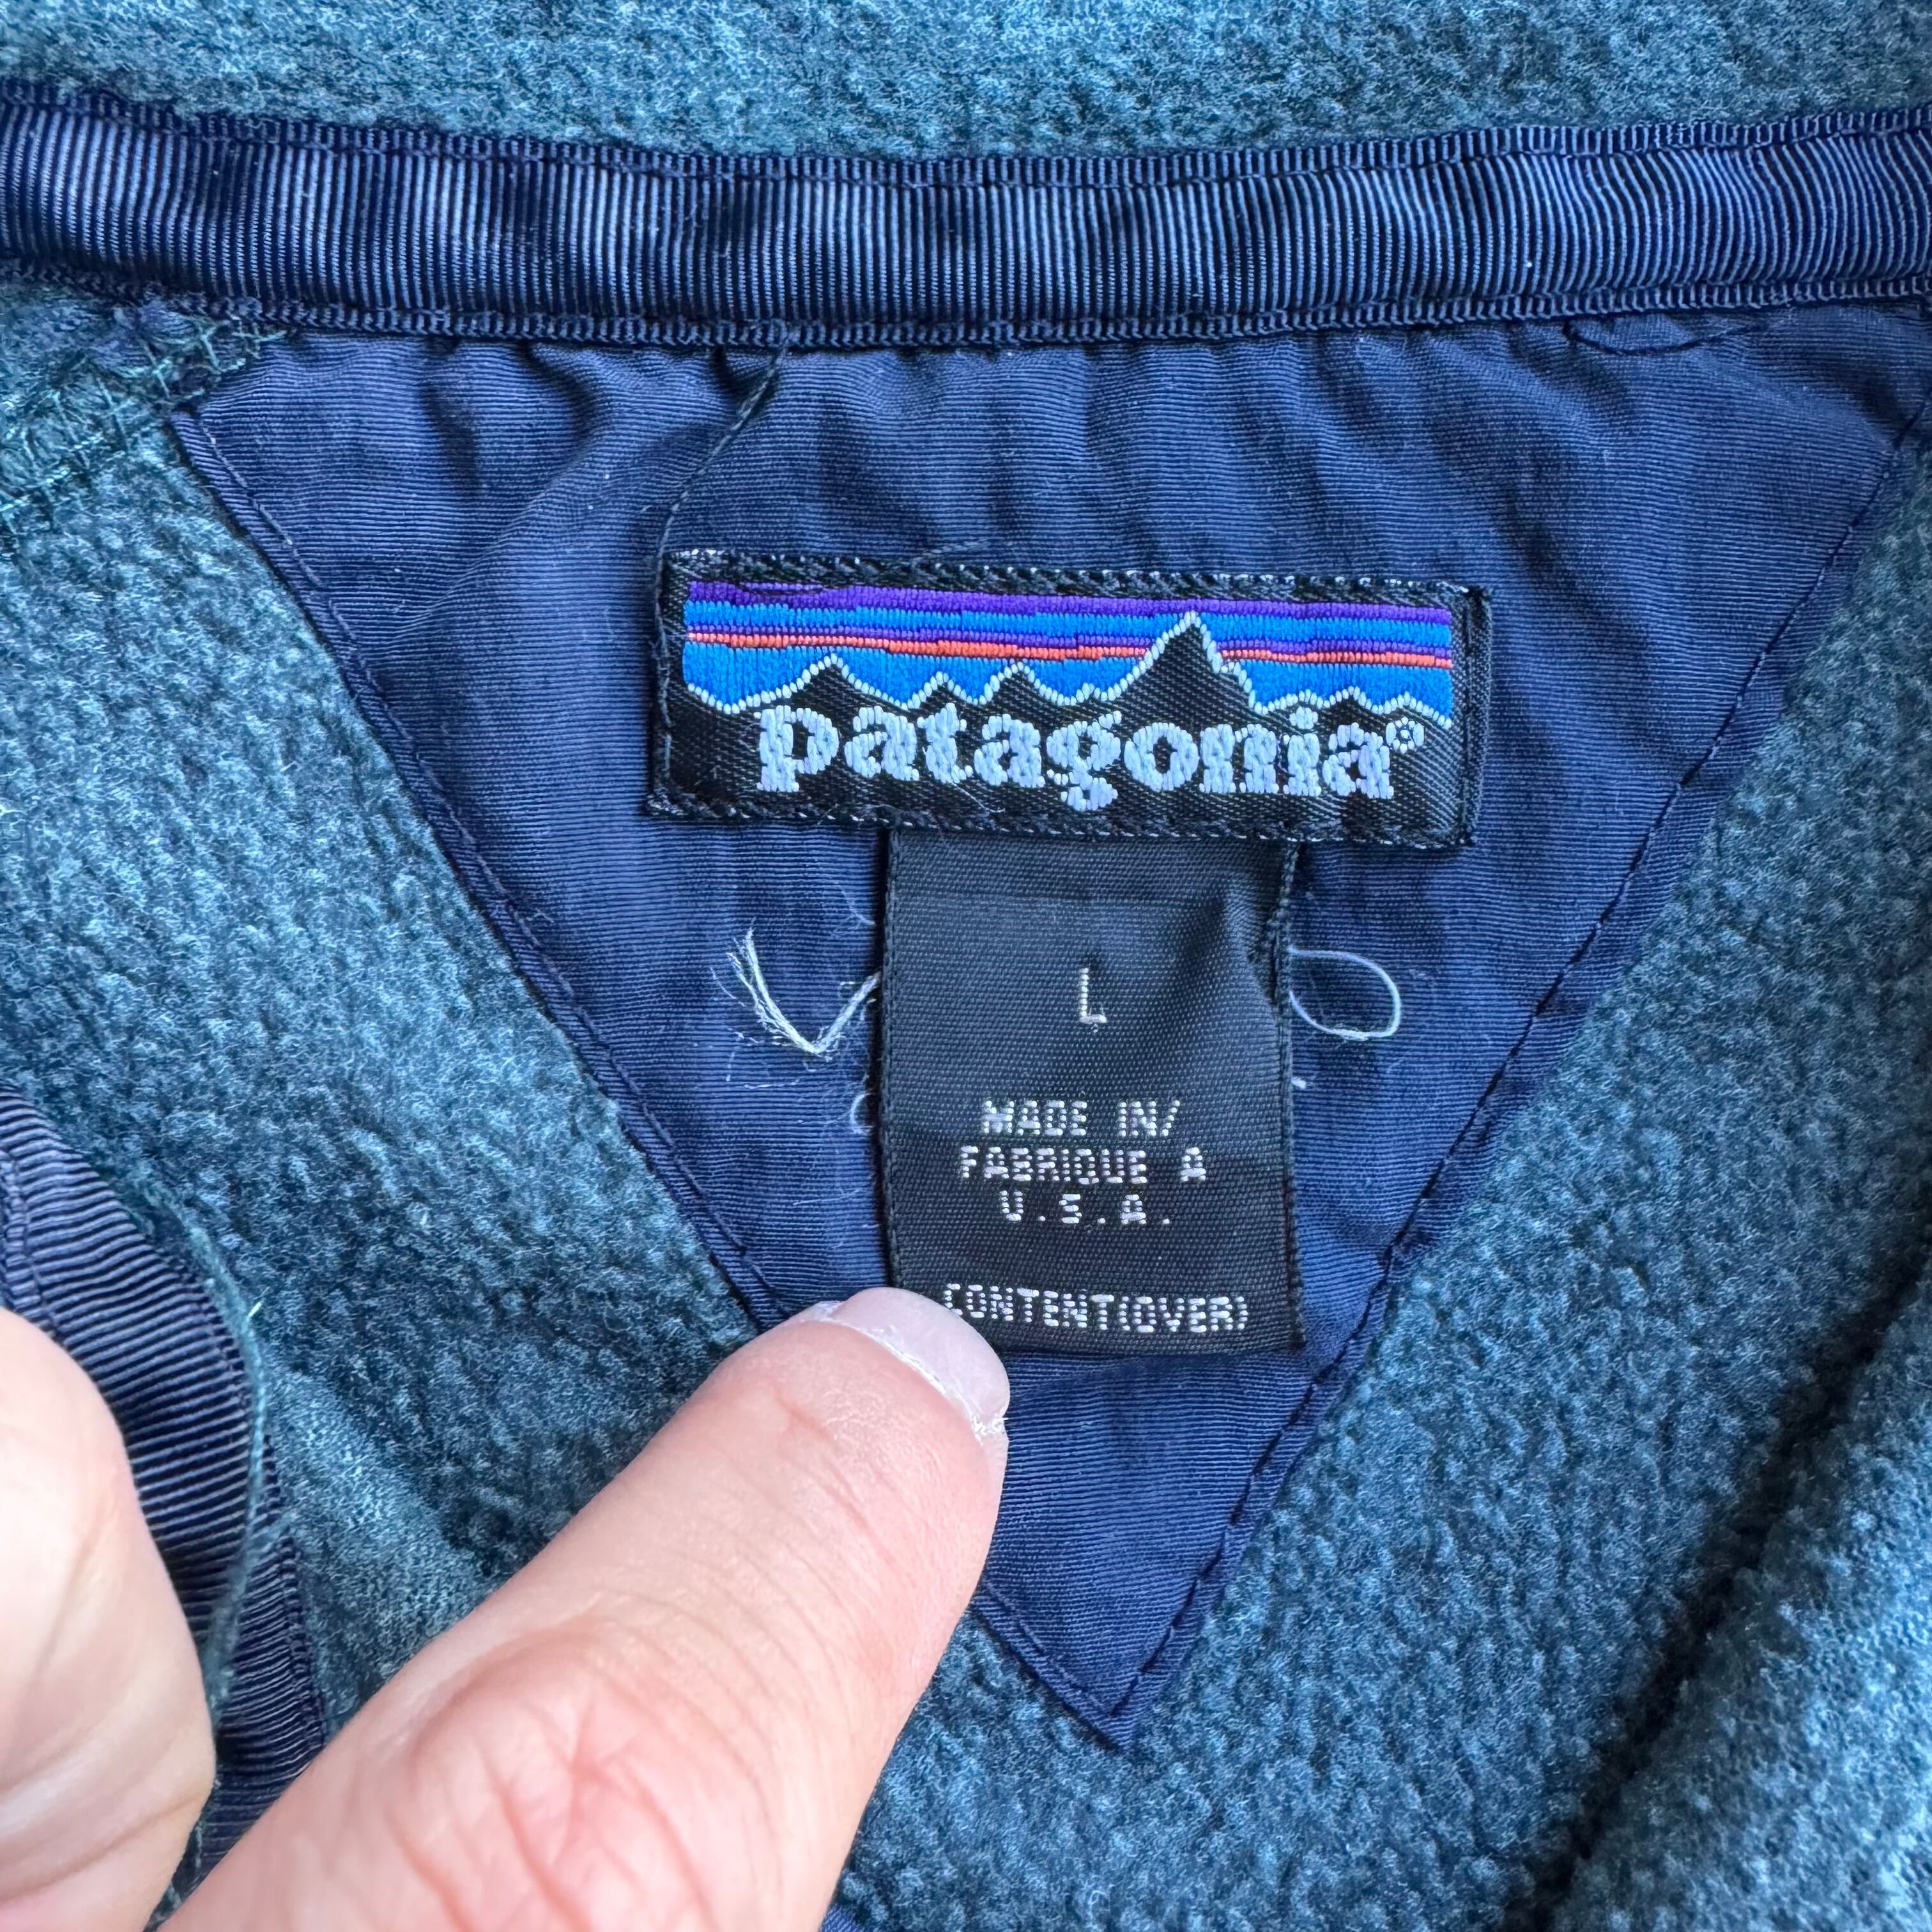 patagonia®
L
MADE IN/
FABRIQUE A
U.S.A.
CONTENT(OVER)